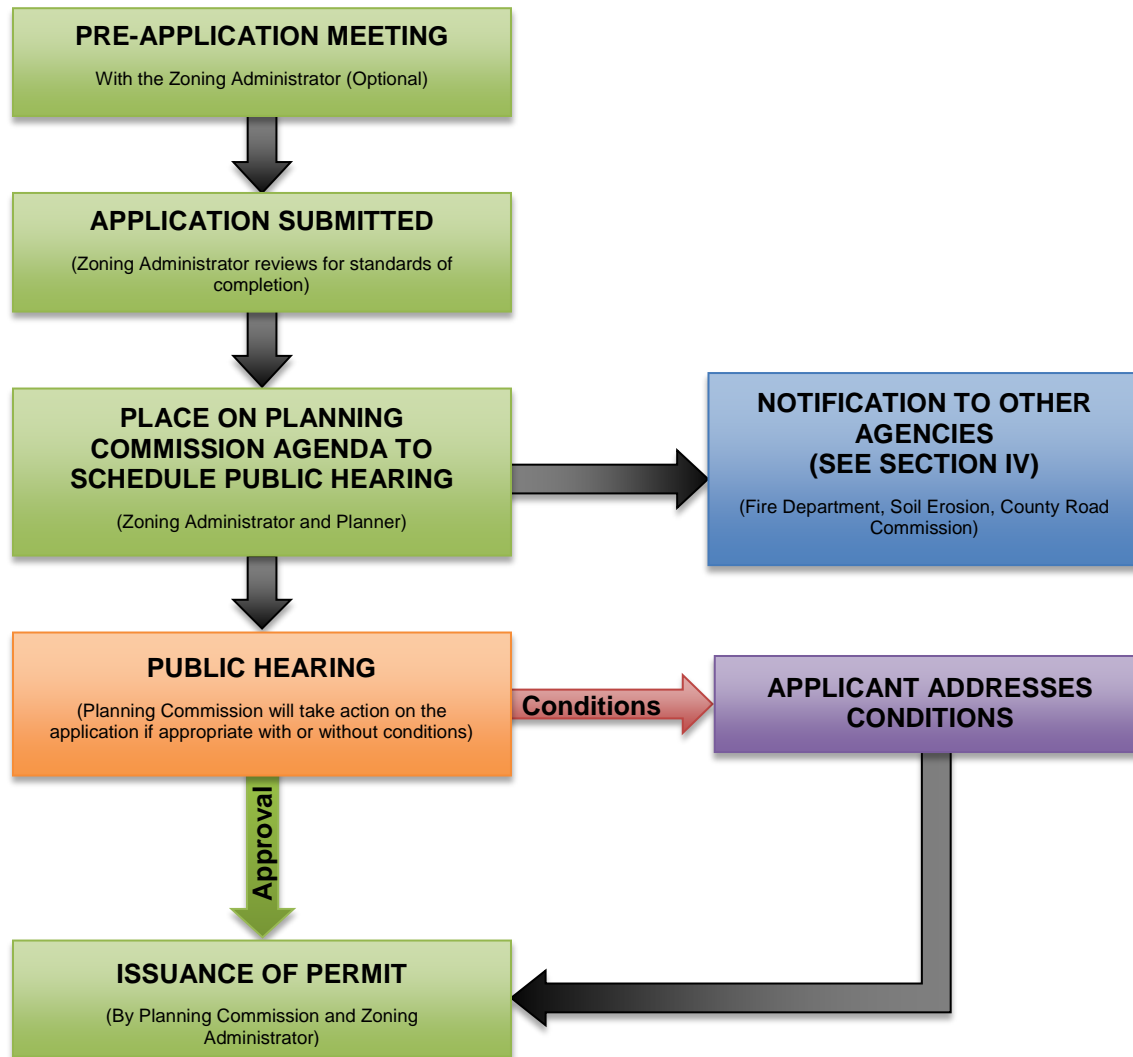 PRE-APPLICATION MEETING
With the Zoning Administrator (Optional)
APPLICATION SUBMITTED
(Zoning Administrator reviews for standards of
completion)
PLACE ON PLANNING
COMMISSION AGENDA TO
SCHEDULE PUBLIC HEARING
(Zoning Administrator and Planner)
NOTIFICATION TO OTHER
AGENCIES
(SEE SECTION IV)
(Fire Department, Soil Erosion, County Road
Commission)
PUBLIC HEARING
(Planning Commission will take action on the
application if appropriate with or without conditions)
Conditions
APPLICANT ADDRESSES
CONDITIONS
Approval
ISSUANCE OF PERMIT
(By Planning Commission and Zoning
Administrator)